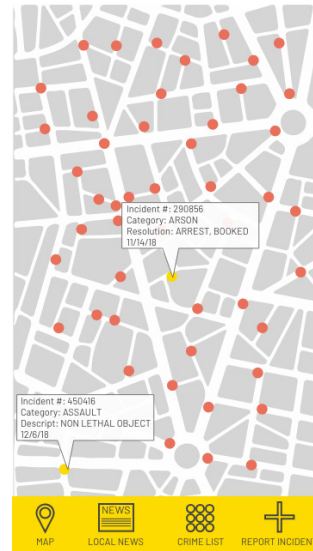 Incident #: 290856
Category: ARSON
Resolution: ARREST, BOOKED
11/14/18
Incident #: 450416
Category: ASSAULT
Descript: NON LETHAL OBJECT
12/6/18
NEWS
MAP
LOCAL NEWS
CRIME LIST
REPORT INCIDEN